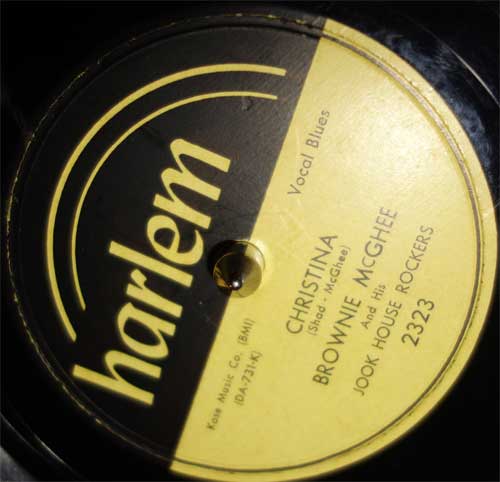 harlem
Vocal Blues
CHRISTINA
(Shad - McGhee)
BROWNIE McGHEE
And His
JOOK HOUSE ROCKERS
2323
Kase Music Co. (BMI)
(DA-731-K)